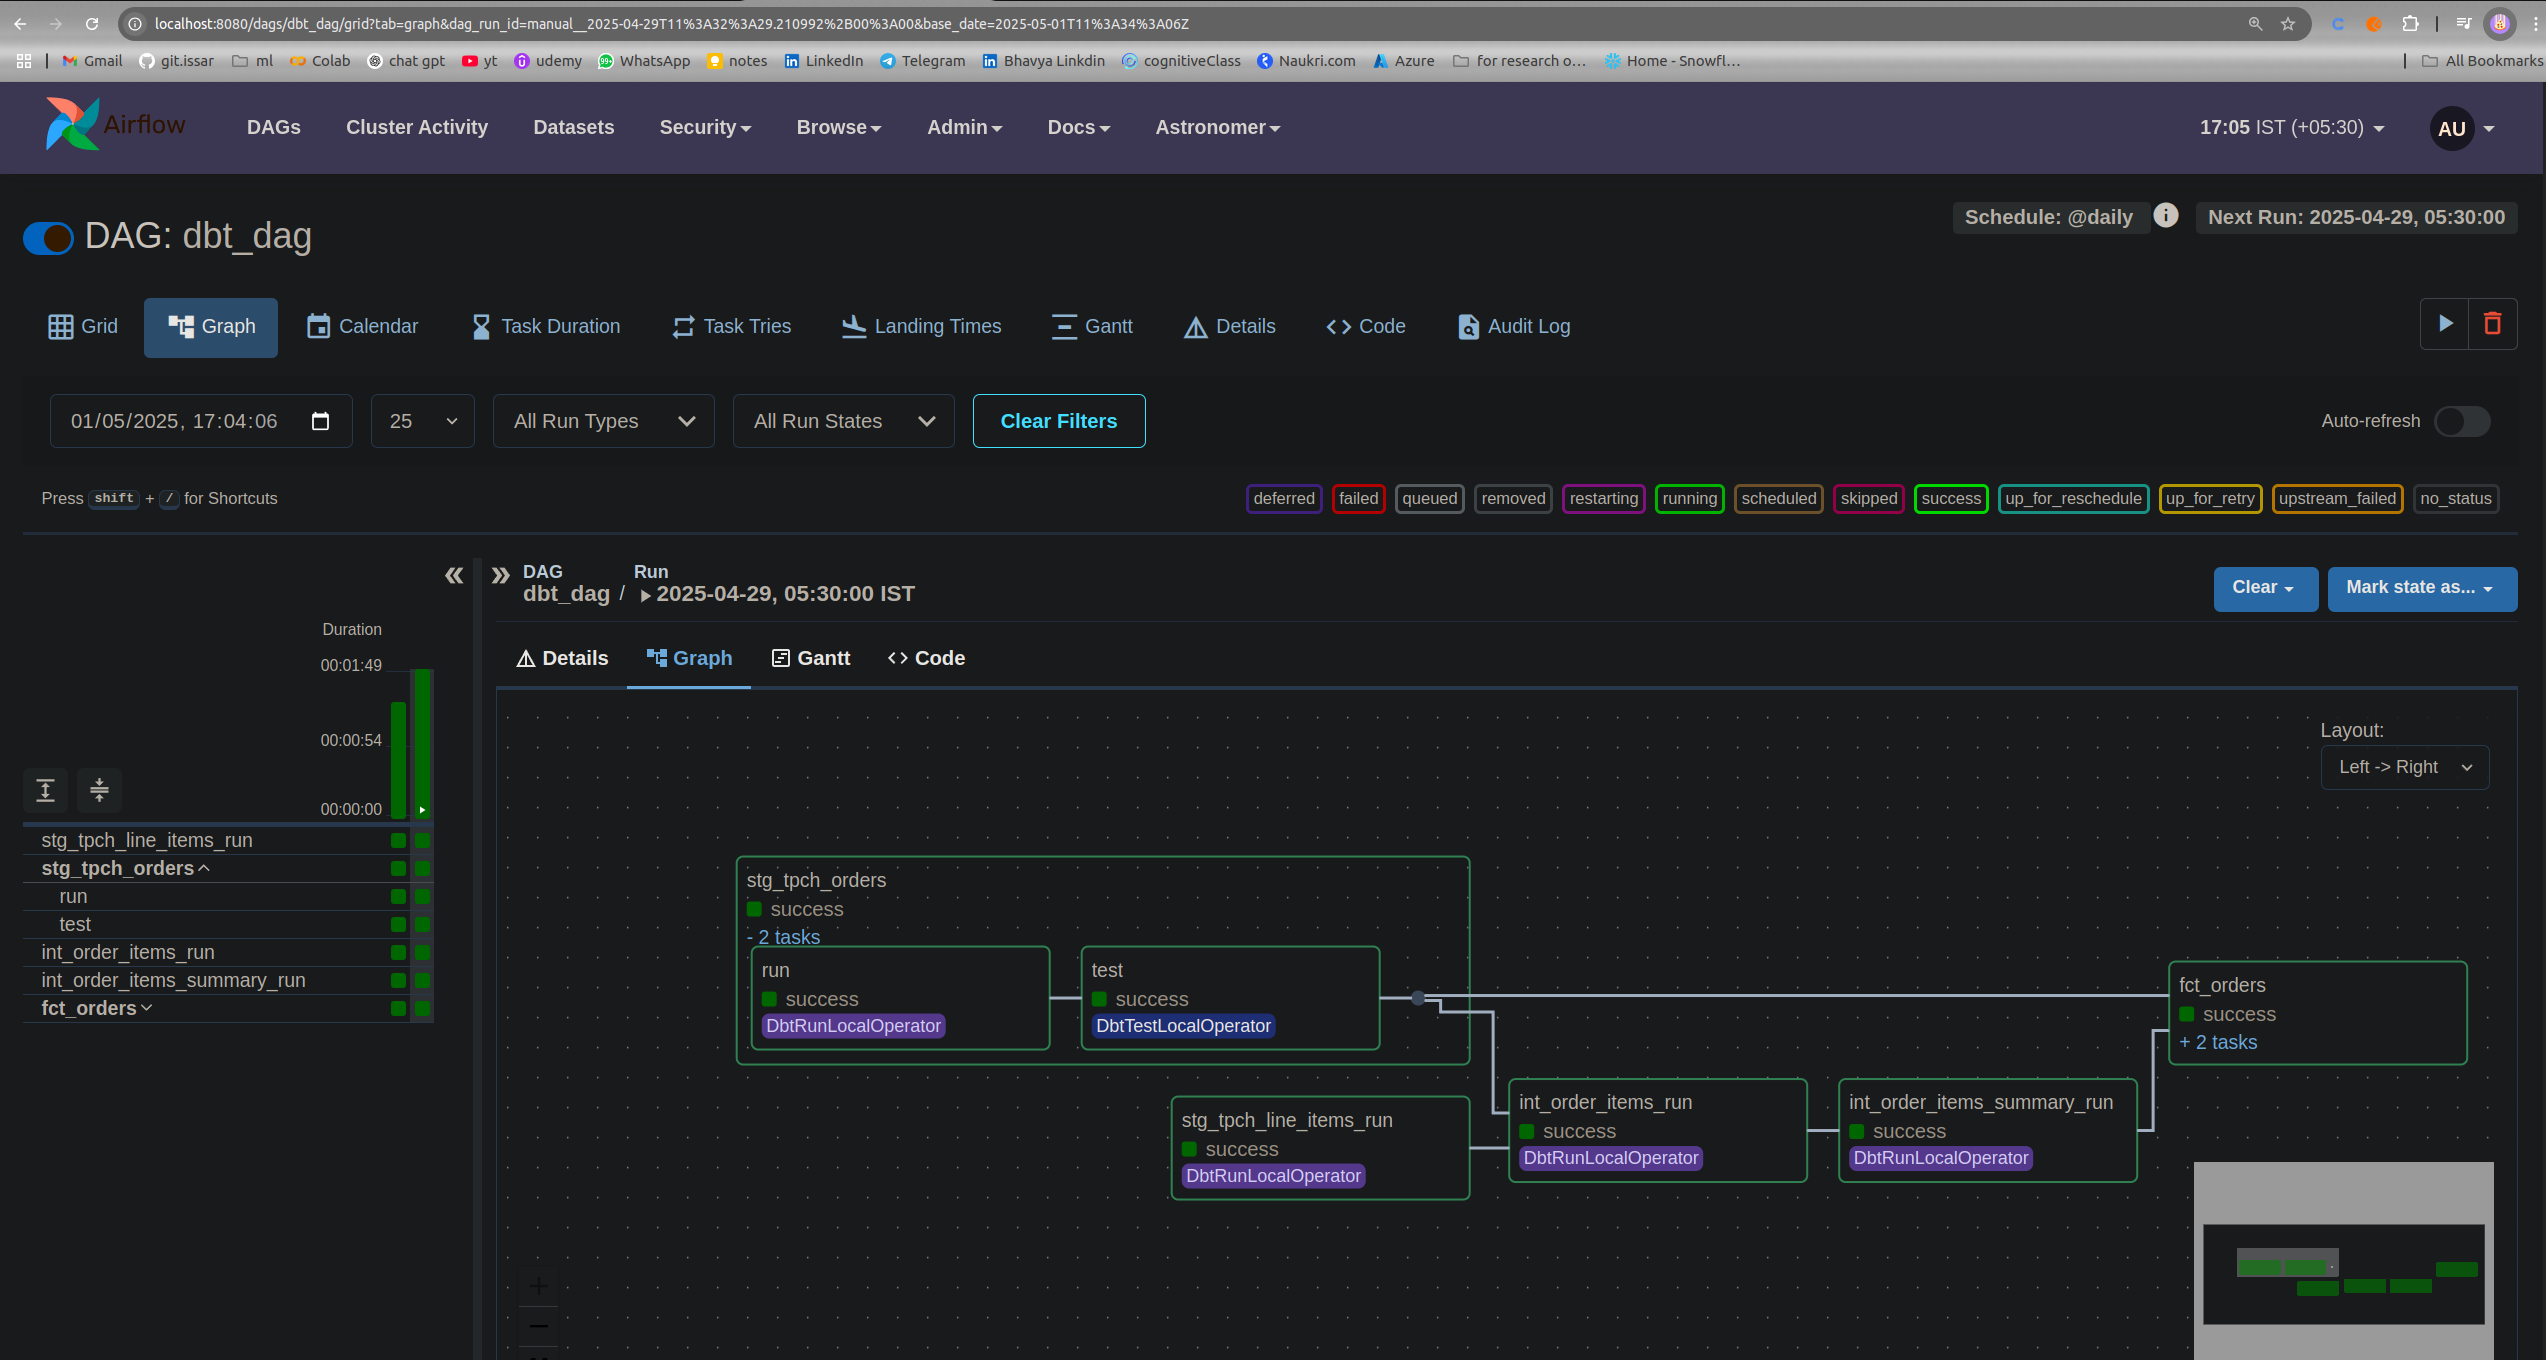 localhost:8080/dags/dbt_dag/grid?tab=graph&dag_run_id=manual__2025-04-29T11%3A32%3A29.210992%2B00%3A00&base_date=2025-05-01T11%3A34%3A06Z
Gmail git.issar ml Colab chat gpt yt udemy WhatsApp notes LinkedIn Telegram Bhavya Linkdin cognitiveClass Naukri.com Azure for research o... Home - Snowfl... All Bookmarks
Airflow DAGs Cluster Activity Datasets Security Browse Admin Docs Astronomer 17:05 IST (+05:30) AU
DAG: dbt_dag Schedule: @daily Next Run: 2025-04-29, 05:30:00
Grid Graph Calendar Task Duration Task Tries Landing Times Gantt Details Code Audit Log
01/05/2025, 17:04:06 25 All Run Types All Run States Clear Filters Auto-refresh
Press shift + / for Shortcuts deferred failed queued removed restarting running scheduled skipped success up_for_reschedule up_for_retry upstream_failed no_status
DAG Run
dbt_dag / 2025-04-29, 05:30:00 IST Clear Mark state as...
Details Graph Gantt Code
Duration
00:01:49
00:00:54
00:00:00
stg_tpch_line_items_run
stg_tpch_orders
run
test
int_order_items_run
int_order_items_summary_run
fct_orders
Layout:
Left -> Right
stg_tpch_orders
success
- 2 tasks
run
success
DbtRunLocalOperator
test
success
DbtTestLocalOperator
stg_tpch_line_items_run
success
DbtRunLocalOperator
int_order_items_run
success
DbtRunLocalOperator
int_order_items_summary_run
success
DbtRunLocalOperator
fct_orders
success
+ 2 tasks